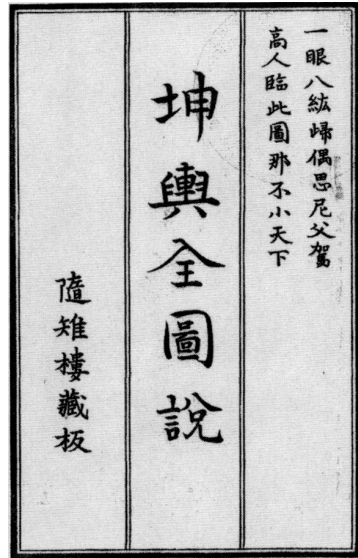 一眼八紘歸偶思尼父駕
高人臨此圖那不小天下
坤輿全圖說
隨雉樓藏板